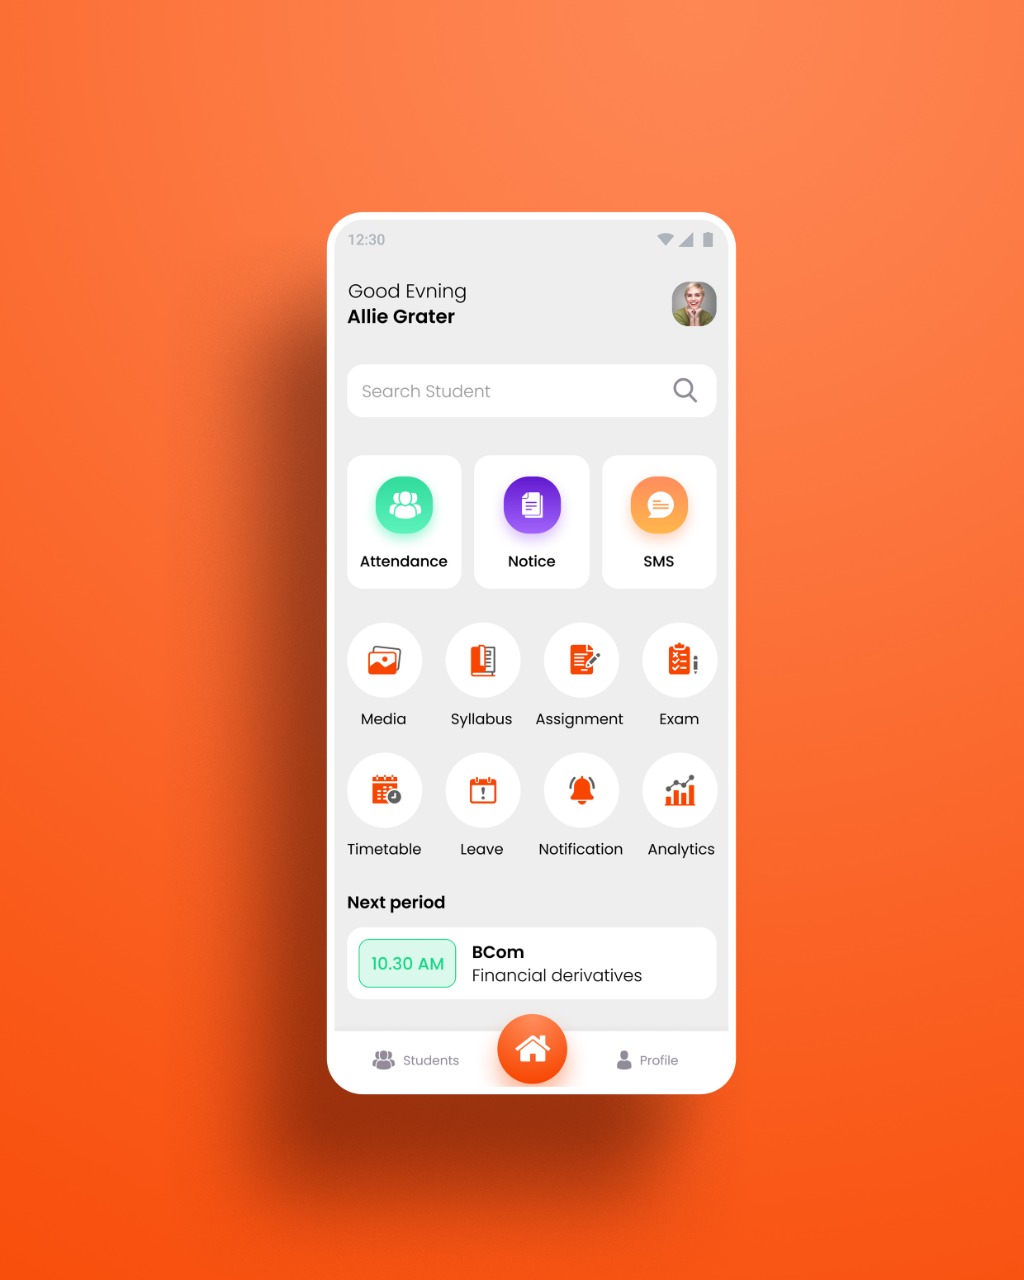 12:30
Good Evning
Allie Grater
Search Student
Attendance
Notice
SMS
Media
Syllabus
Assignment
Exam
Timetable
Leave
Notification
Analytics
Next period
10.30 AM
BCom
Financial derivatives
Students
Profile